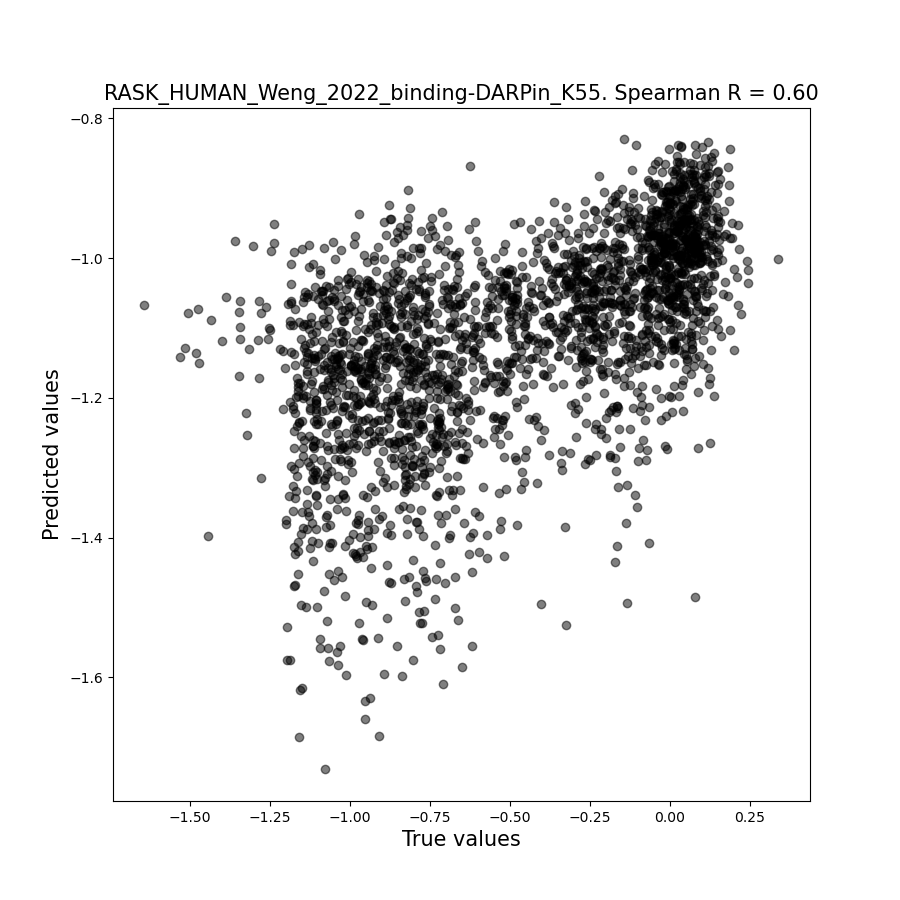 RASK_HUMAN_Weng_2022_binding-DARPin_K55. Spearman R = 0.60
−0.8
−1.0
−1.2
−1.4
−1.6
Predicted values
−1.50 −1.25 −1.00 −0.75 −0.50 −0.25 0.00 0.25
True values